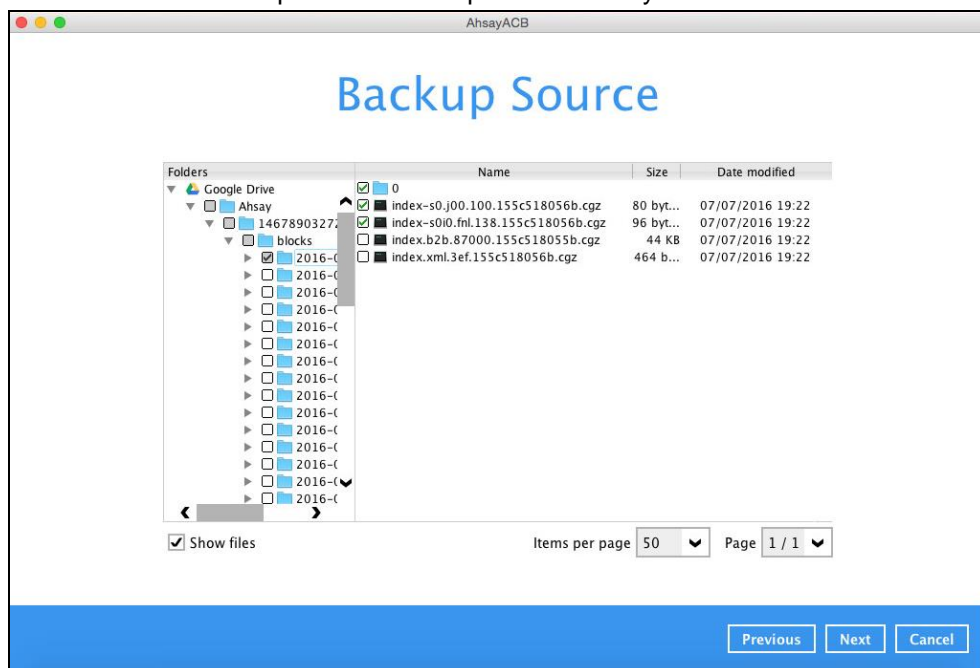 AhsayACB
Backup Source
Folders Name Size Date modified
Google Drive
Ahsay
14678903272
blocks
2016-0
2016-(
2016-(
2016-(
2016-(
2016-(
2016-(
2016-(
2016-(
2016-(
2016-(
2016-(
2016-(
2016-(
2016-(
0
index-s0.j00.100.155c518056b.cgz 80 byt... 07/07/2016 19:22
index-s0i0.fnl.138.155c518056b.cgz 96 byt... 07/07/2016 19:22
index.b2b.87000.155c518055b.cgz 44 KB 07/07/2016 19:22
index.xml.3ef.155c518056b.cgz 464 b... 07/07/2016 19:22
Show files Items per page 50 Page 1 / 1
Previous Next Cancel